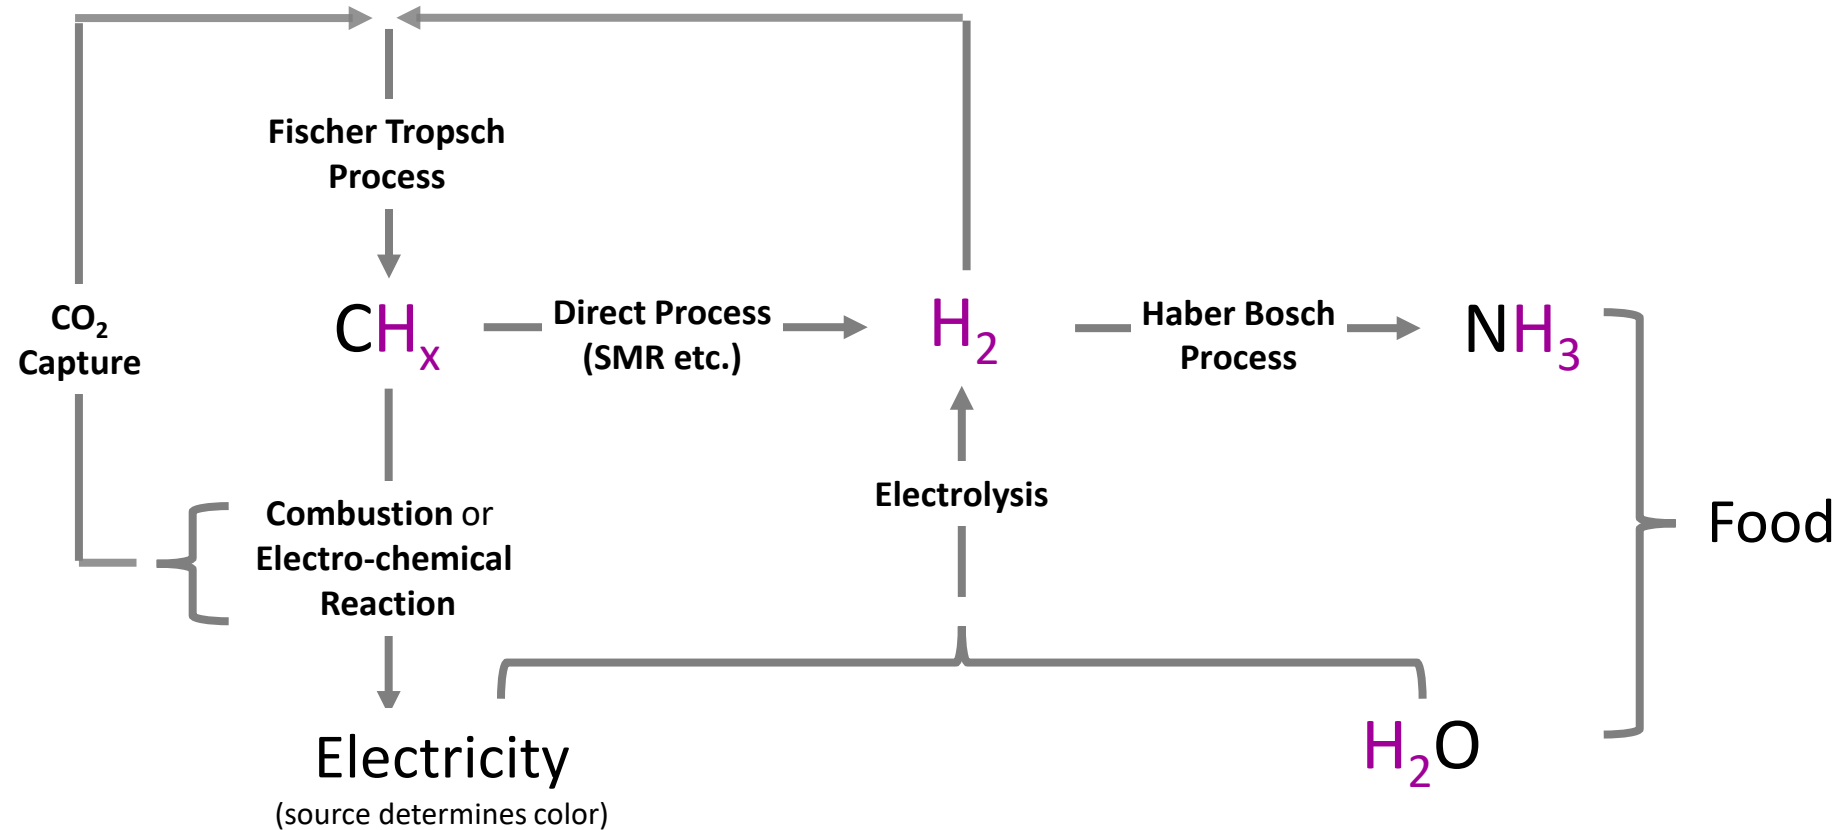 Fischer Tropsch
Process
CO₂
Capture
CHₓ
Direct Process
(SMR etc.)
H₂
Haber Bosch
Process
NH₃
Combustion or
Electro-chemical
Reaction
Electrolysis
Food
Electricity
(source determines color)
H₂O